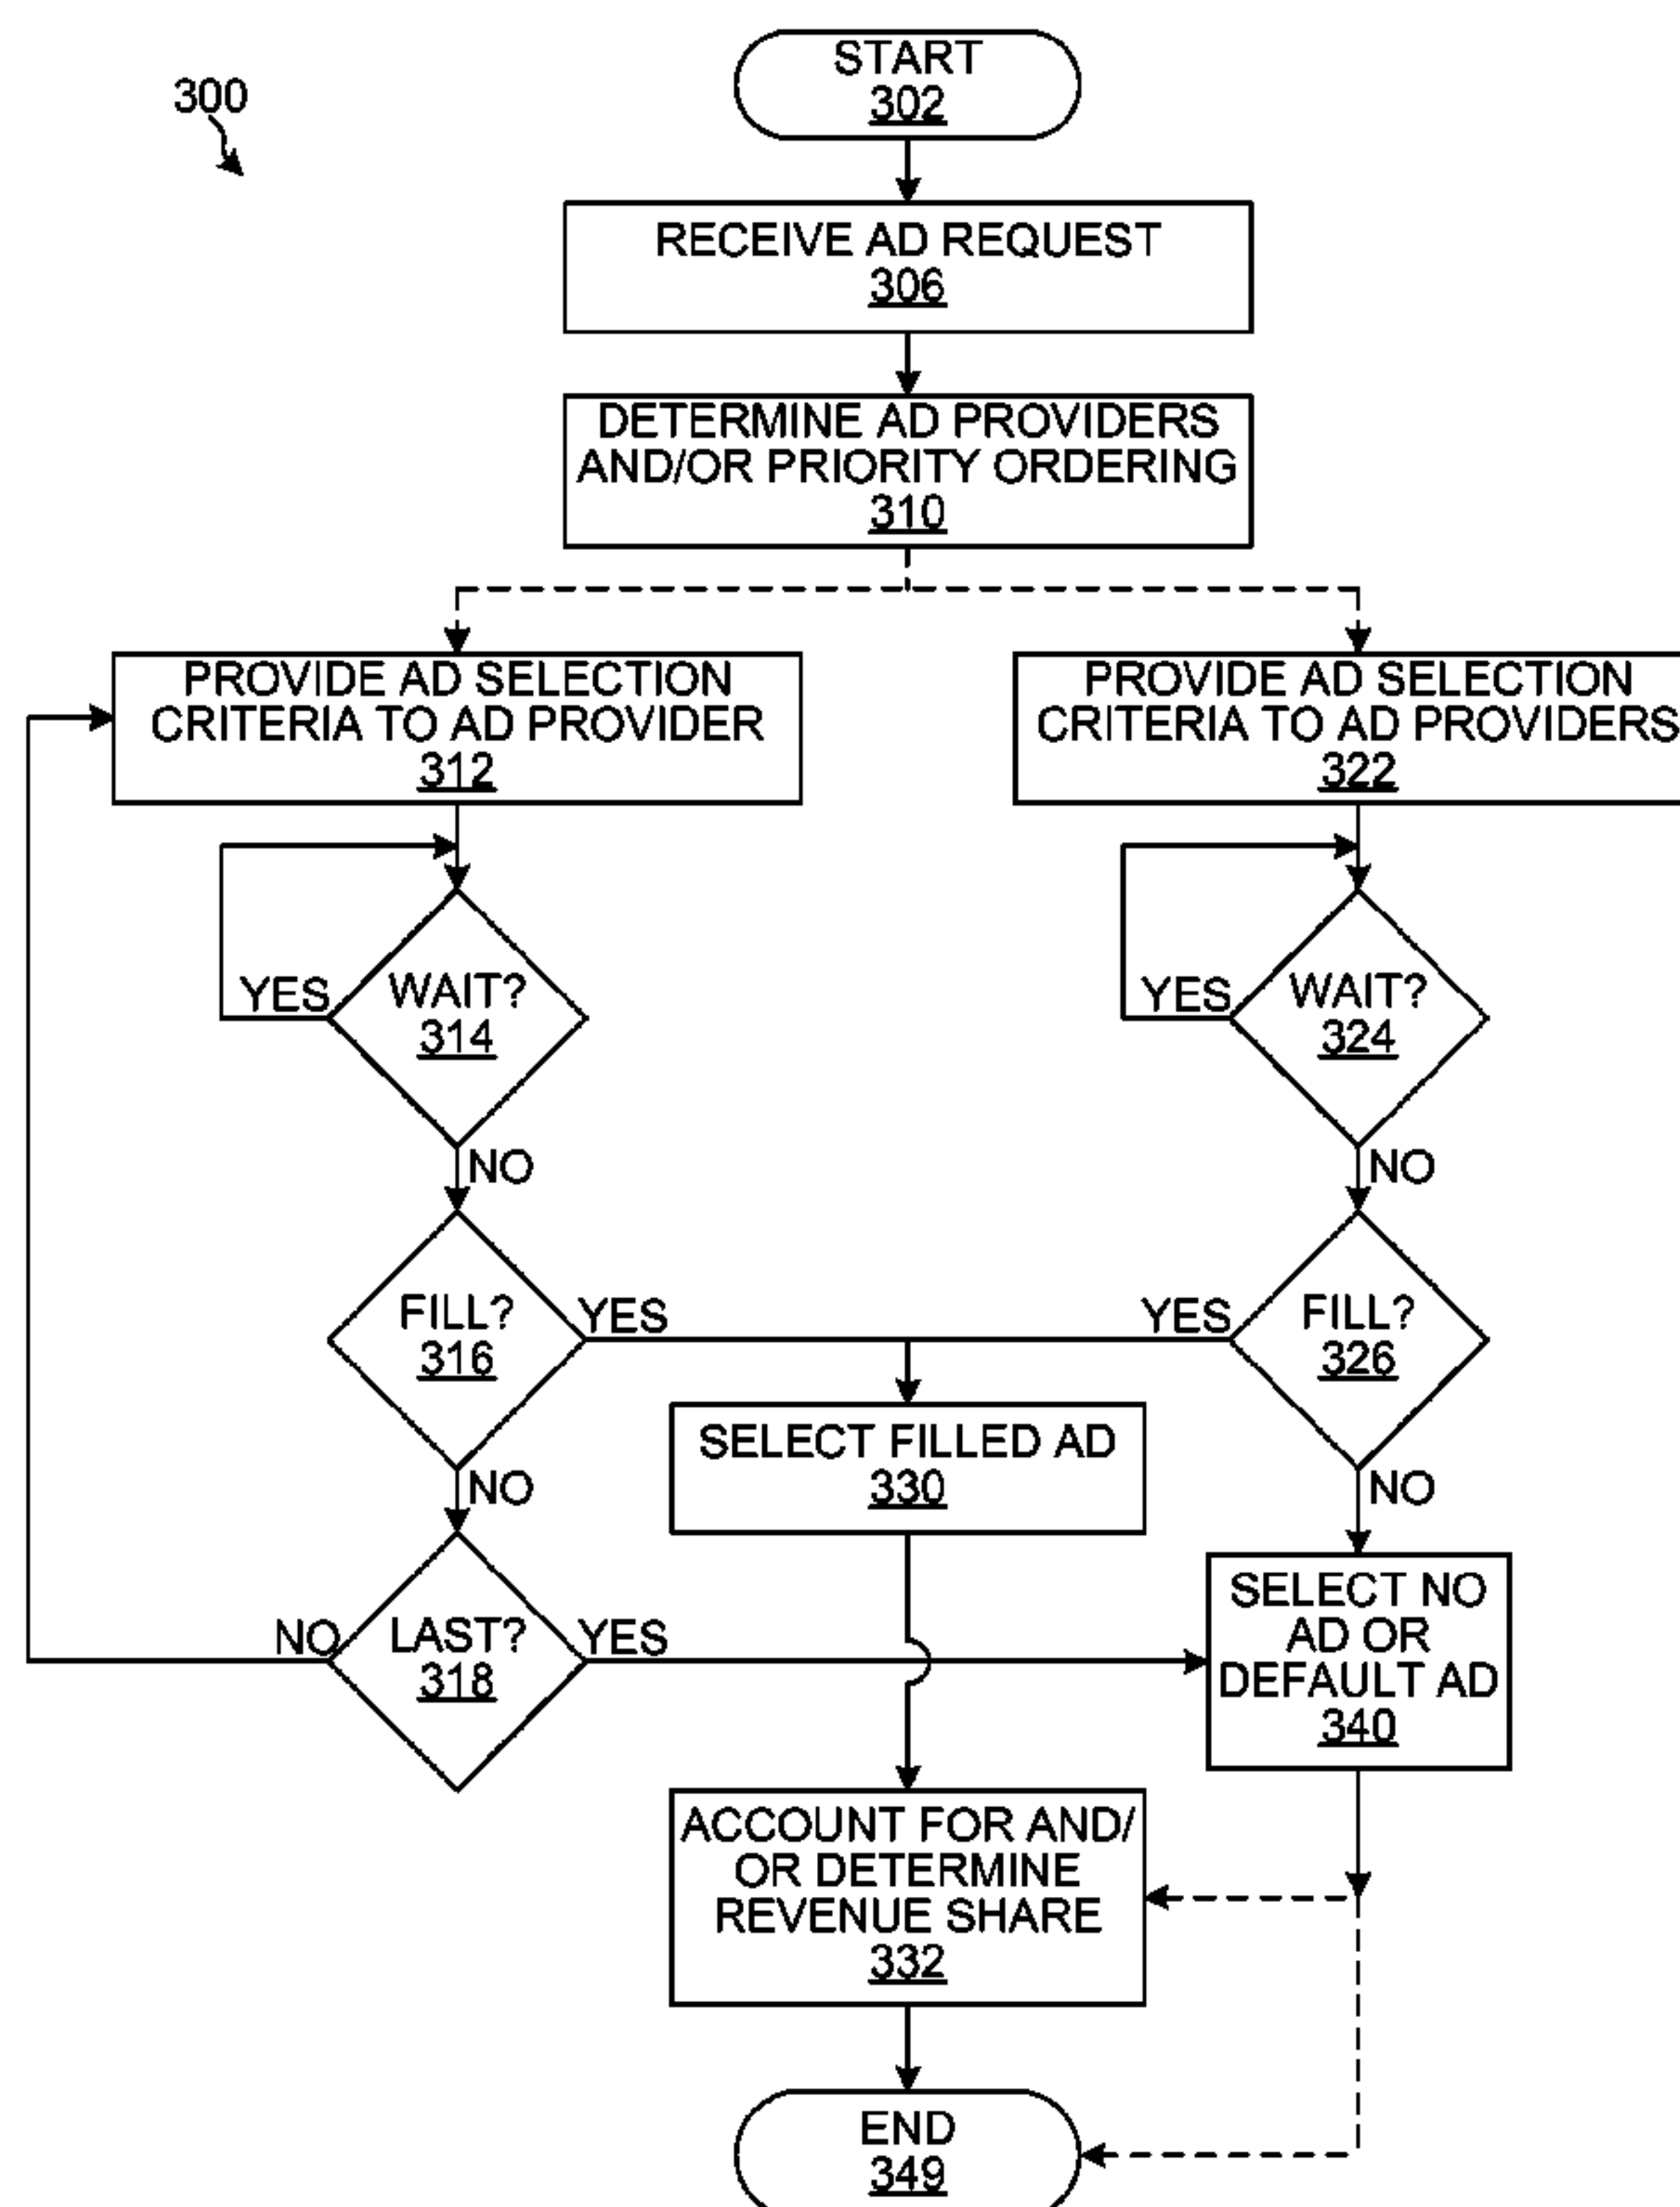 300
START
302
RECEIVE AD REQUEST
306
DETERMINE AD PROVIDERS
AND/OR PRIORITY ORDERING
310
PROVIDE AD SELECTION
CRITERIA TO AD PROVIDER
312
PROVIDE AD SELECTION
CRITERIA TO AD PROVIDERS
322
YES
WAIT?
314
NO
YES
WAIT?
324
NO
FILL?
316
YES
NO
YES
FILL?
326
NO
SELECT FILLED AD
330
NO
LAST?
318
YES
SELECT NO
AD OR
DEFAULT AD
340
ACCOUNT FOR AND/
OR DETERMINE
REVENUE SHARE
332
END
349